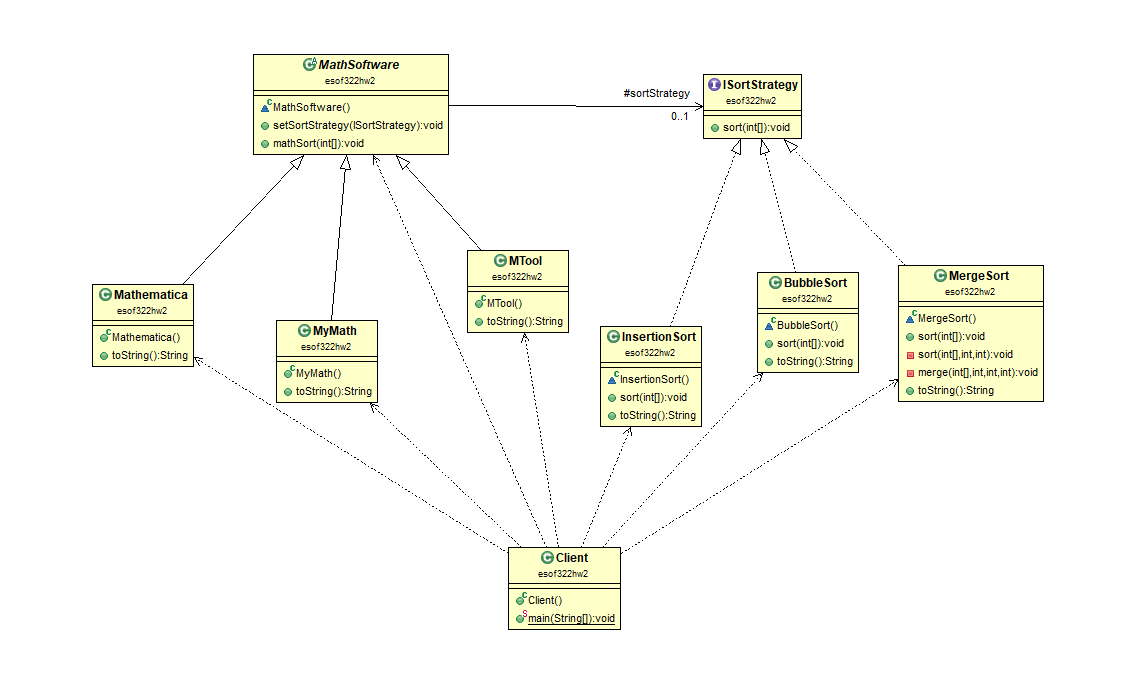 MathSoftware
esof322hw2
MathSoftware()
setSortStrategy(ISortStrategy):void
mathSort(int[]):void
#sortStrategy
0..1
ISortStrategy
esof322hw2
sort(int[]):void
Mathematica
esof322hw2
Mathematica()
toString():String
MyMath
esof322hw2
MyMath()
toString():String
MTool
esof322hw2
MTool()
toString():String
InsertionSort
esof322hw2
InsertionSort()
sort(int[]):void
toString():String
BubbleSort
esof322hw2
BubbleSort()
sort(int[]):void
toString():String
MergeSort
esof322hw2
MergeSort()
sort(int[]):void
sort(int[],int,int):void
merge(int[],int,int,int):void
toString():String
Client
esof322hw2
Client()
main(String[]):void